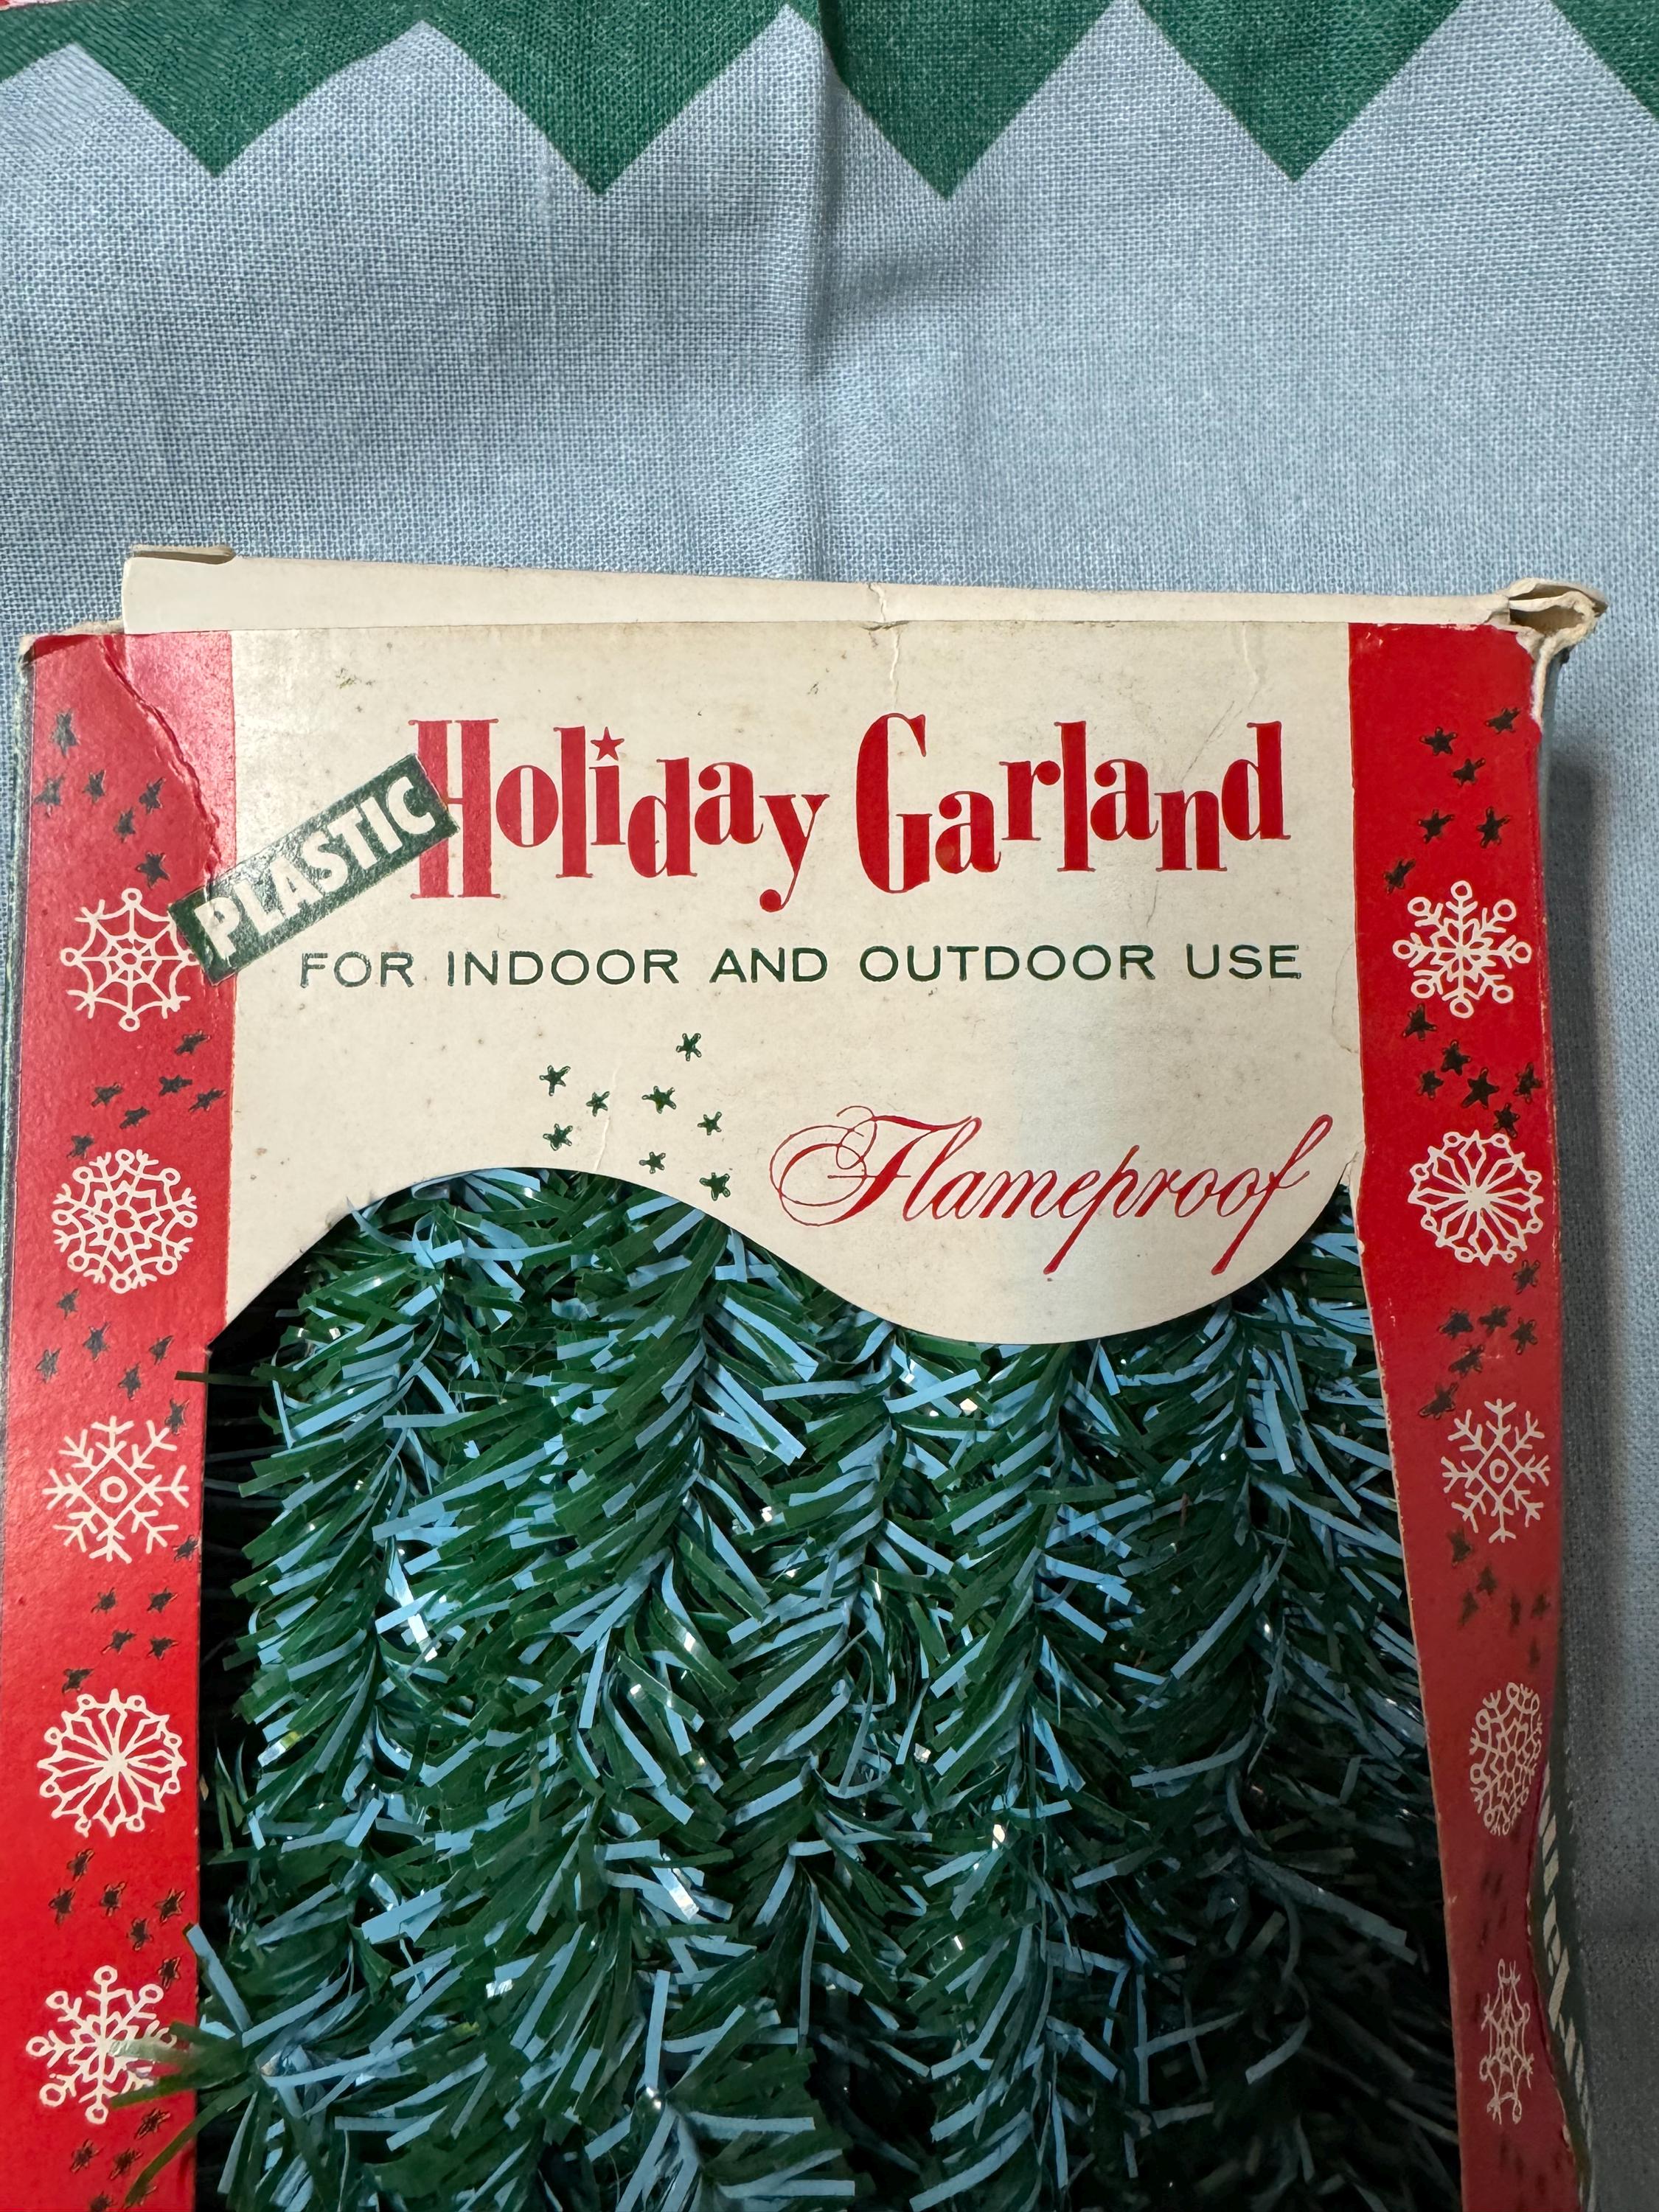 PLASTIC
Holiday Garland
FOR INDOOR AND OUTDOOR USE
Flameproof